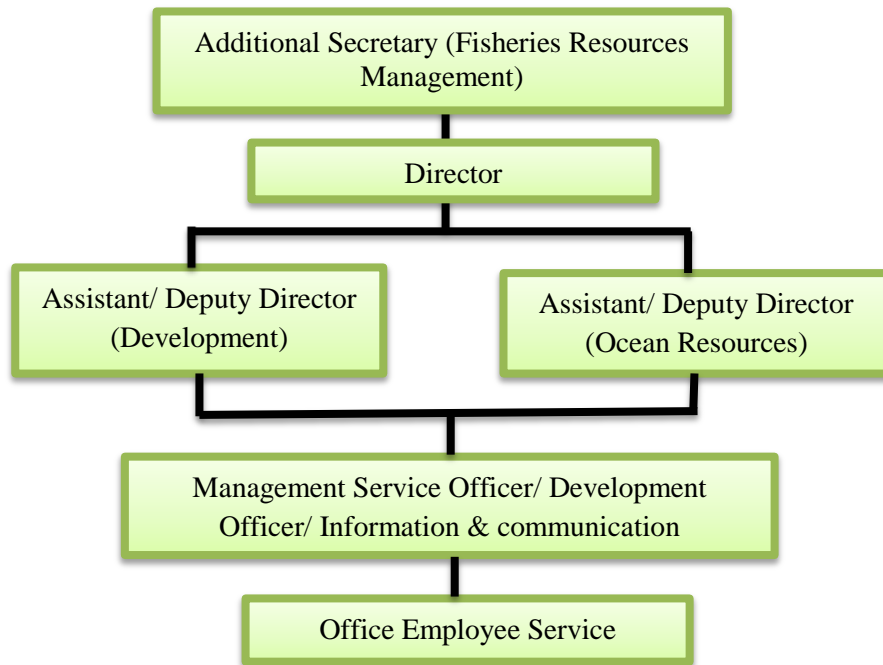 Additional Secretary (Fisheries Resources
Management)
Director
Assistant/ Deputy Director
(Development)
Assistant/ Deputy Director
(Ocean Resources)
Management Service Officer/ Development
Officer/ Information & communication
Office Employee Service